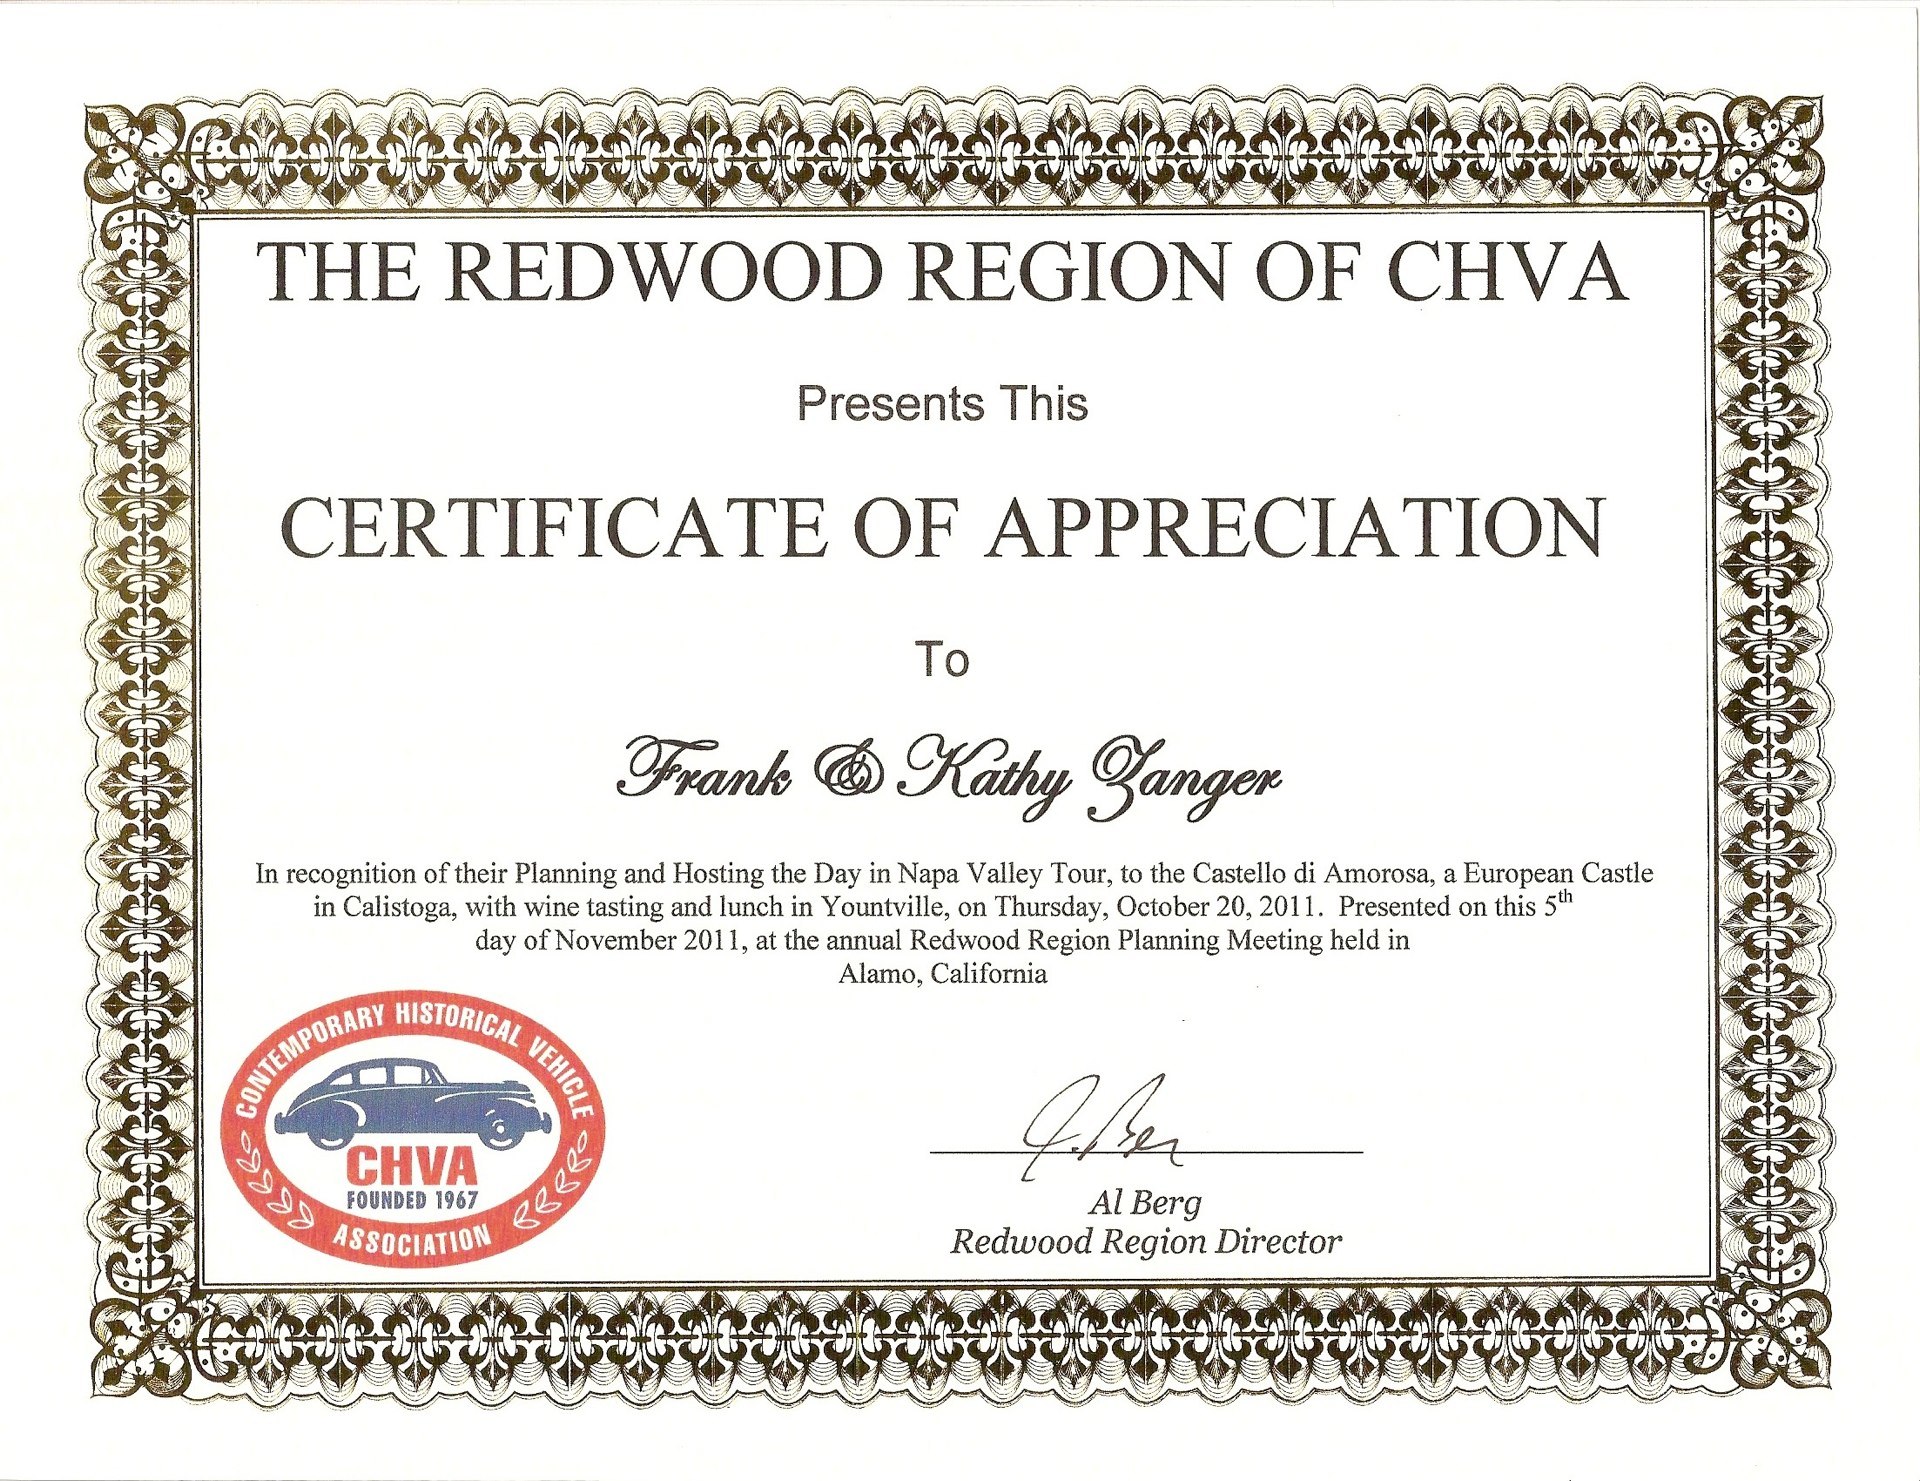 THE REDWOOD REGION OF CHVA
Presents This
CERTIFICATE OF APPRECIATION
To
Frank & Kathy Zanger
In recognition of their Planning and Hosting the Day in Napa Valley Tour, to the Castello di Amorosa, a European Castle
in Calistoga, with wine tasting and lunch in Yountville, on Thursday, October 20, 2011. Presented on this 5th
day of November 2011, at the annual Redwood Region Planning Meeting held in
Alamo, California
CONTEMPORARY HISTORICAL VEHICLE
CHVA
FOUNDED 1967
ASSOCIATION
Al Berg
Redwood Region Director